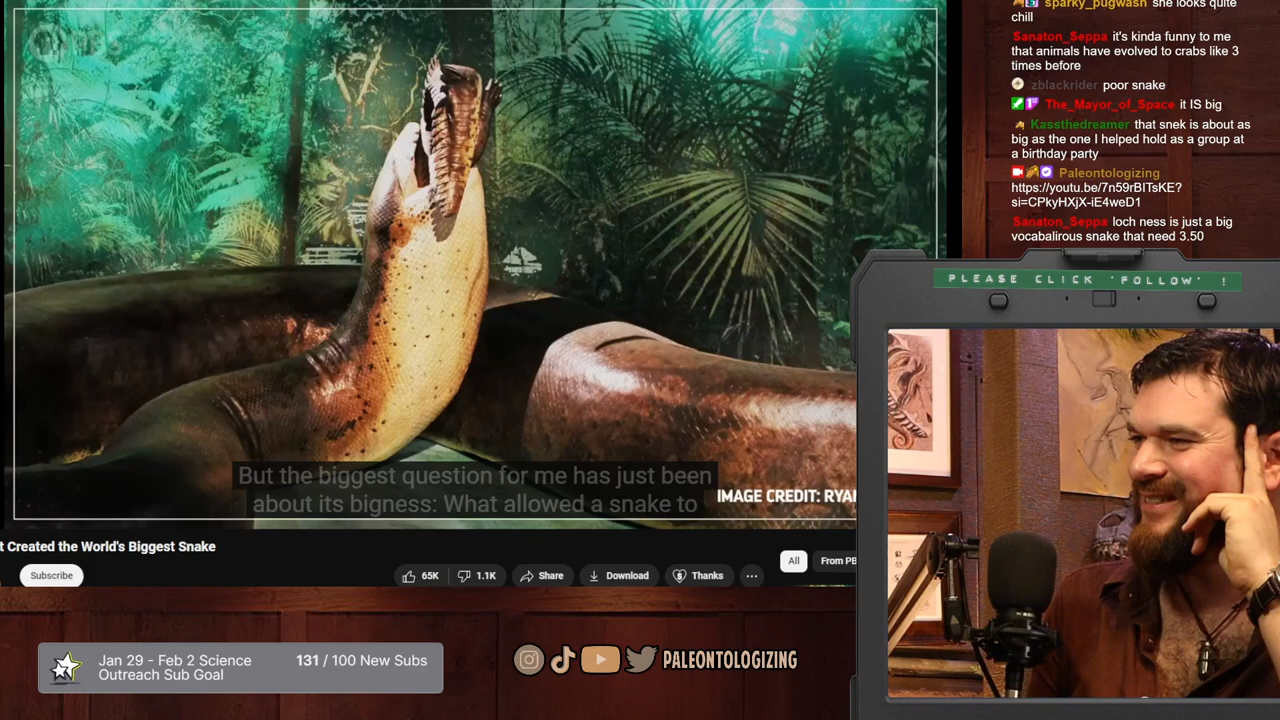 sparky_pugwash she looks quite
chill
Sanaton_Seppa it's kinda funny to me
that animals have evolved to crabs like 3
times before
zblackrider poor snake
The_Mayor_of_Space it IS big
Kassthedreamer that snek is about as
big as the one I helped hold as a group at
a birthday party
Paleontologizing
https://youtu.be/7n59rBITsKE?
si=CPkyHXjX-iE4weD1
Sanaton_Seppa loch ness is just a big
vocabalirous snake that need 3.50
PLEASE CLICK 'FOLLOW' !
But the biggest question for me has just been
about its bigness: What allowed a snake to
IMAGE CREDIT: RYA
t Created the World's Biggest Snake
Subscribe
65K
1.1K
Share
Download
Thanks
...
All
From PB
Jan 29 - Feb 2 Science
Outreach Sub Goal
131 / 100 New Subs
PALEONTOLOGIZING